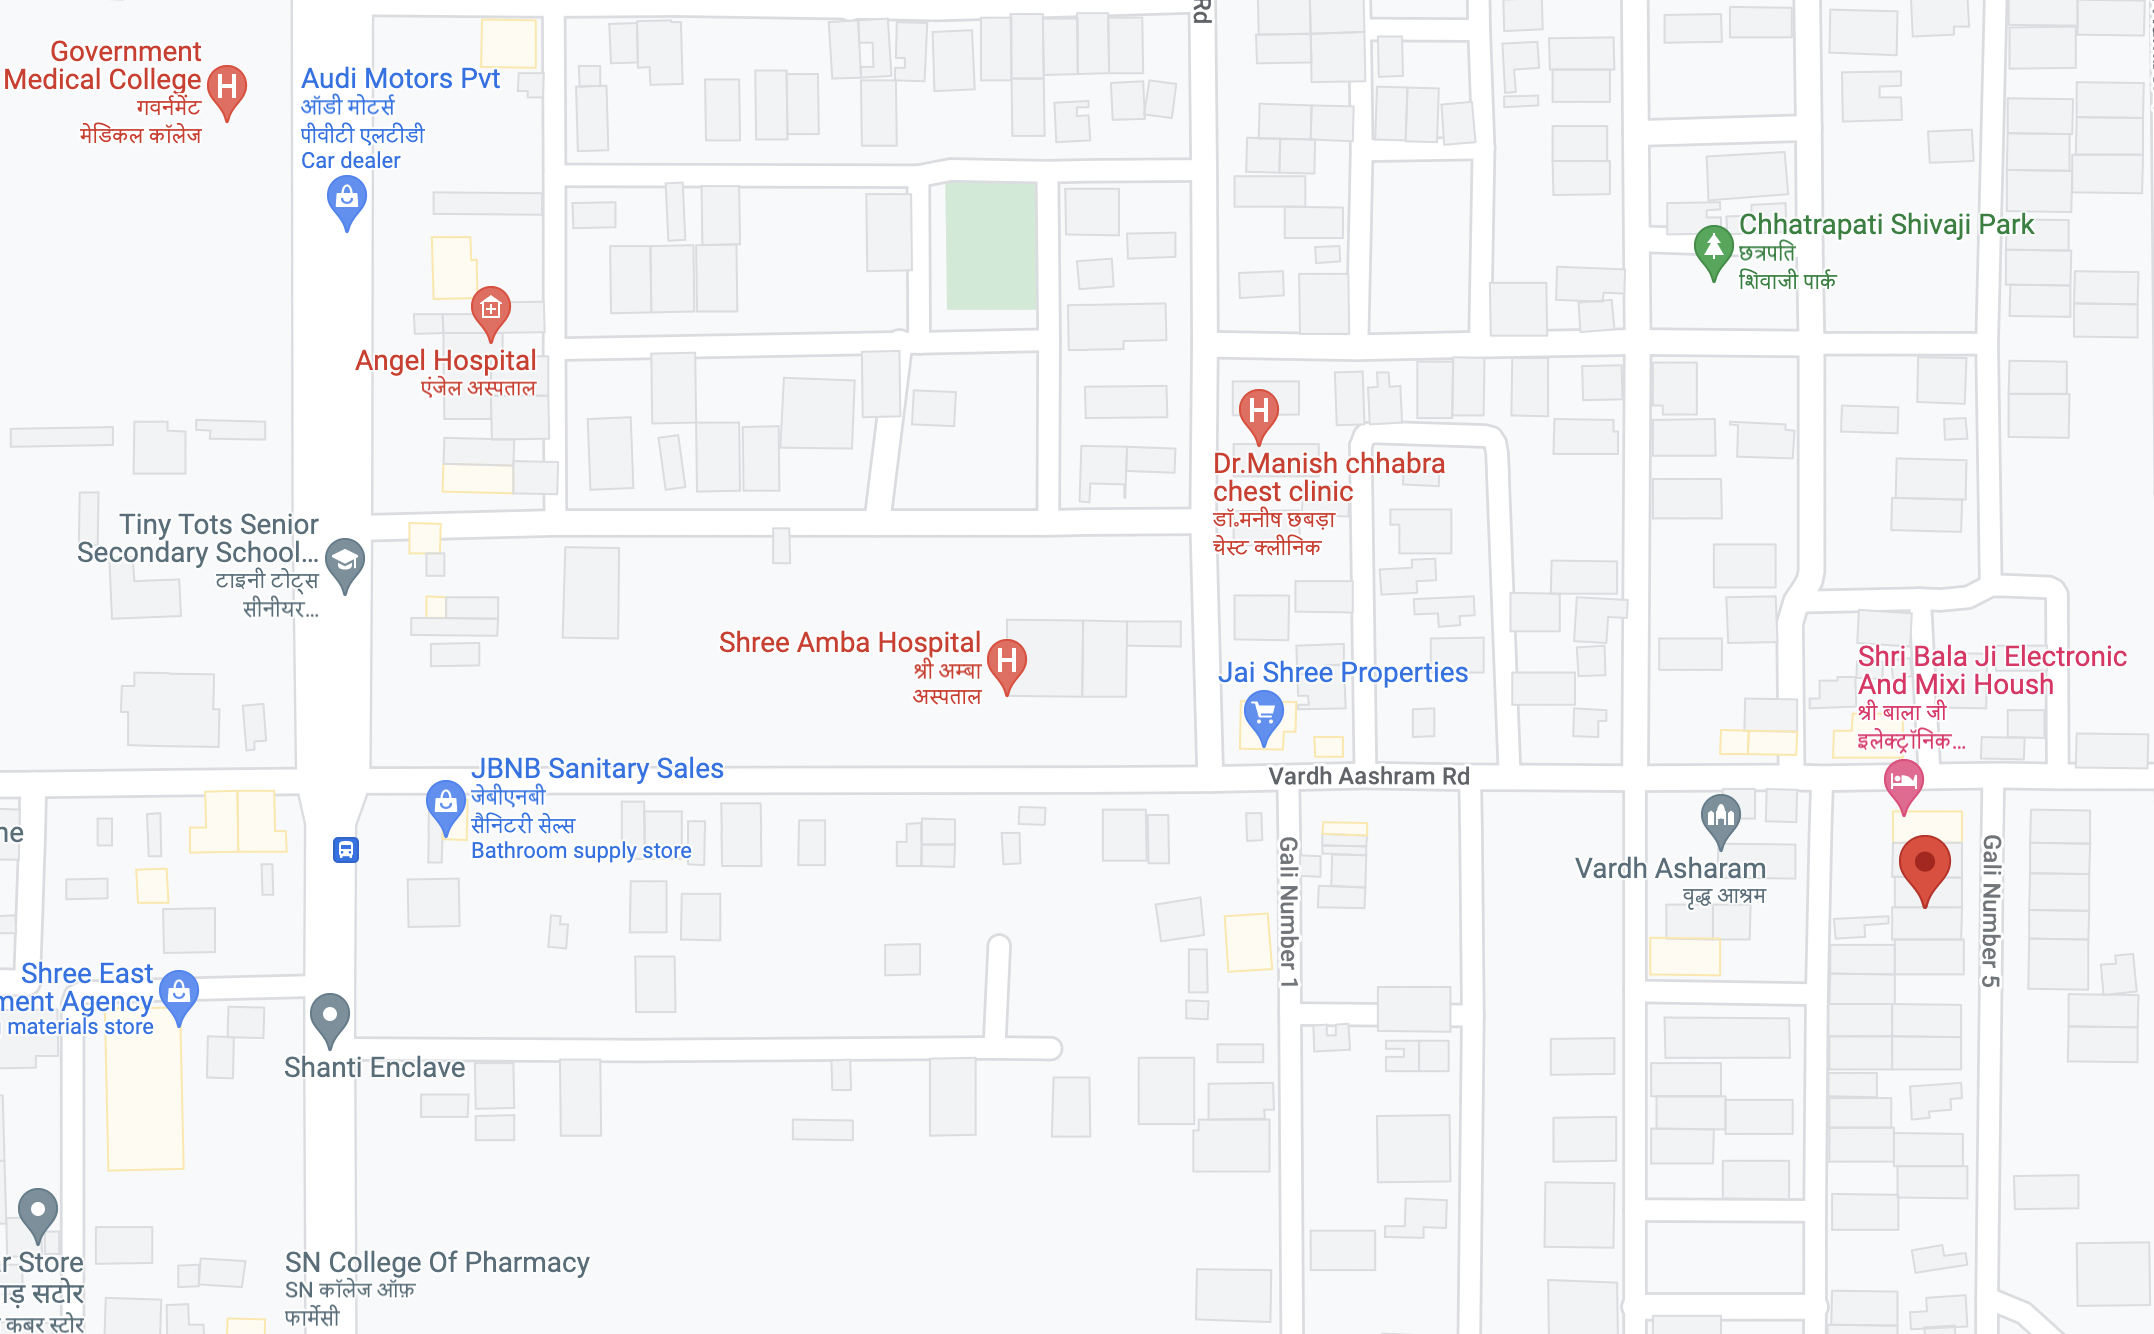 Government
Medical College
गवर्नमेंट
मेडिकल कॉलेज
Audi Motors Pvt
ऑडी मोटर्स
पीवीटी एलटीडी
Car dealer
Rd
Chhatrapati Shivaji Park
छत्रपति
शिवाजी पार्क
Angel Hospital
एंजेल अस्पताल
Dr.Manish chhabra
chest clinic
डॉ॰मनीष छबड़ा
चेस्ट क्लीनिक
Tiny Tots Senior
Secondary School...
टाइनी टोट्स
सीनीयर...
Shree Amba Hospital
श्री अम्बा
अस्पताल
Jai Shree Properties
Shri Bala Ji Electronic
And Mixi Housh
श्री बाला जी
इलेक्ट्रॉनिक...
JBNB Sanitary Sales
जेबीएनबी
सैनिटरी सेल्स
Bathroom supply store
Vardh Aashram Rd
Gali Number 1
Vardh Asharam
वृद्ध आश्रम
Gali Number 5
Shree East
ment Agency
materials store
Shanti Enclave
r Store
स्टोर
कबर स्टोर
SN College Of Pharmacy
SN कॉलेज ऑफ़
फार्मेसी